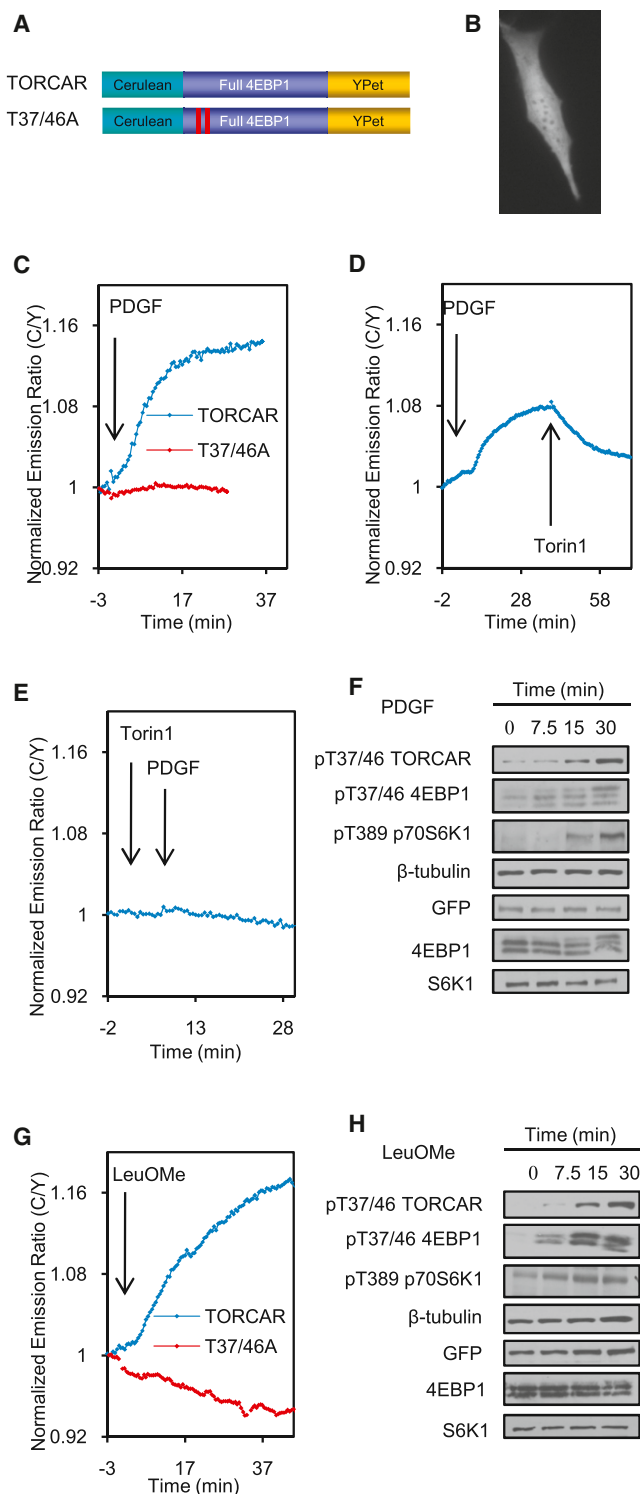 A
TORCAR
Cerulean
Full 4EBP1
YPet
T37/46A
Cerulean
Full 4EBP1
YPet
B
C
Normalized Emission Ratio (C/Y)
1.16
1.08
1
0.92
PDGF
TORCAR
T37/46A
-3
17
37
Time (min)
D
Normalized Emission Ratio (C/Y)
1.16
1.08
1
0.92
PDGF
Torin1
-2
28
58
Time (min)
E
Normalized Emission Ratio (C/Y)
1.16
1.08
1
0.92
Torin1
PDGF
-2
13
28
Time (min)
F
PDGF
Time (min)
0 7.5 15 30
pT37/46 TORCAR
pT37/46 4EBP1
pT389 p70S6K1
β-tubulin
GFP
4EBP1
S6K1
G
Normalized Emission Ratio (C/Y)
1.16
1.08
1
0.92
LeuOMe
TORCAR
T37/46A
-3
17
37
Time (min)
H
LeuOMe
Time (min)
0 7.5 15 30
pT37/46 TORCAR
pT37/46 4EBP1
pT389 p70S6K1
β-tubulin
GFP
4EBP1
S6K1